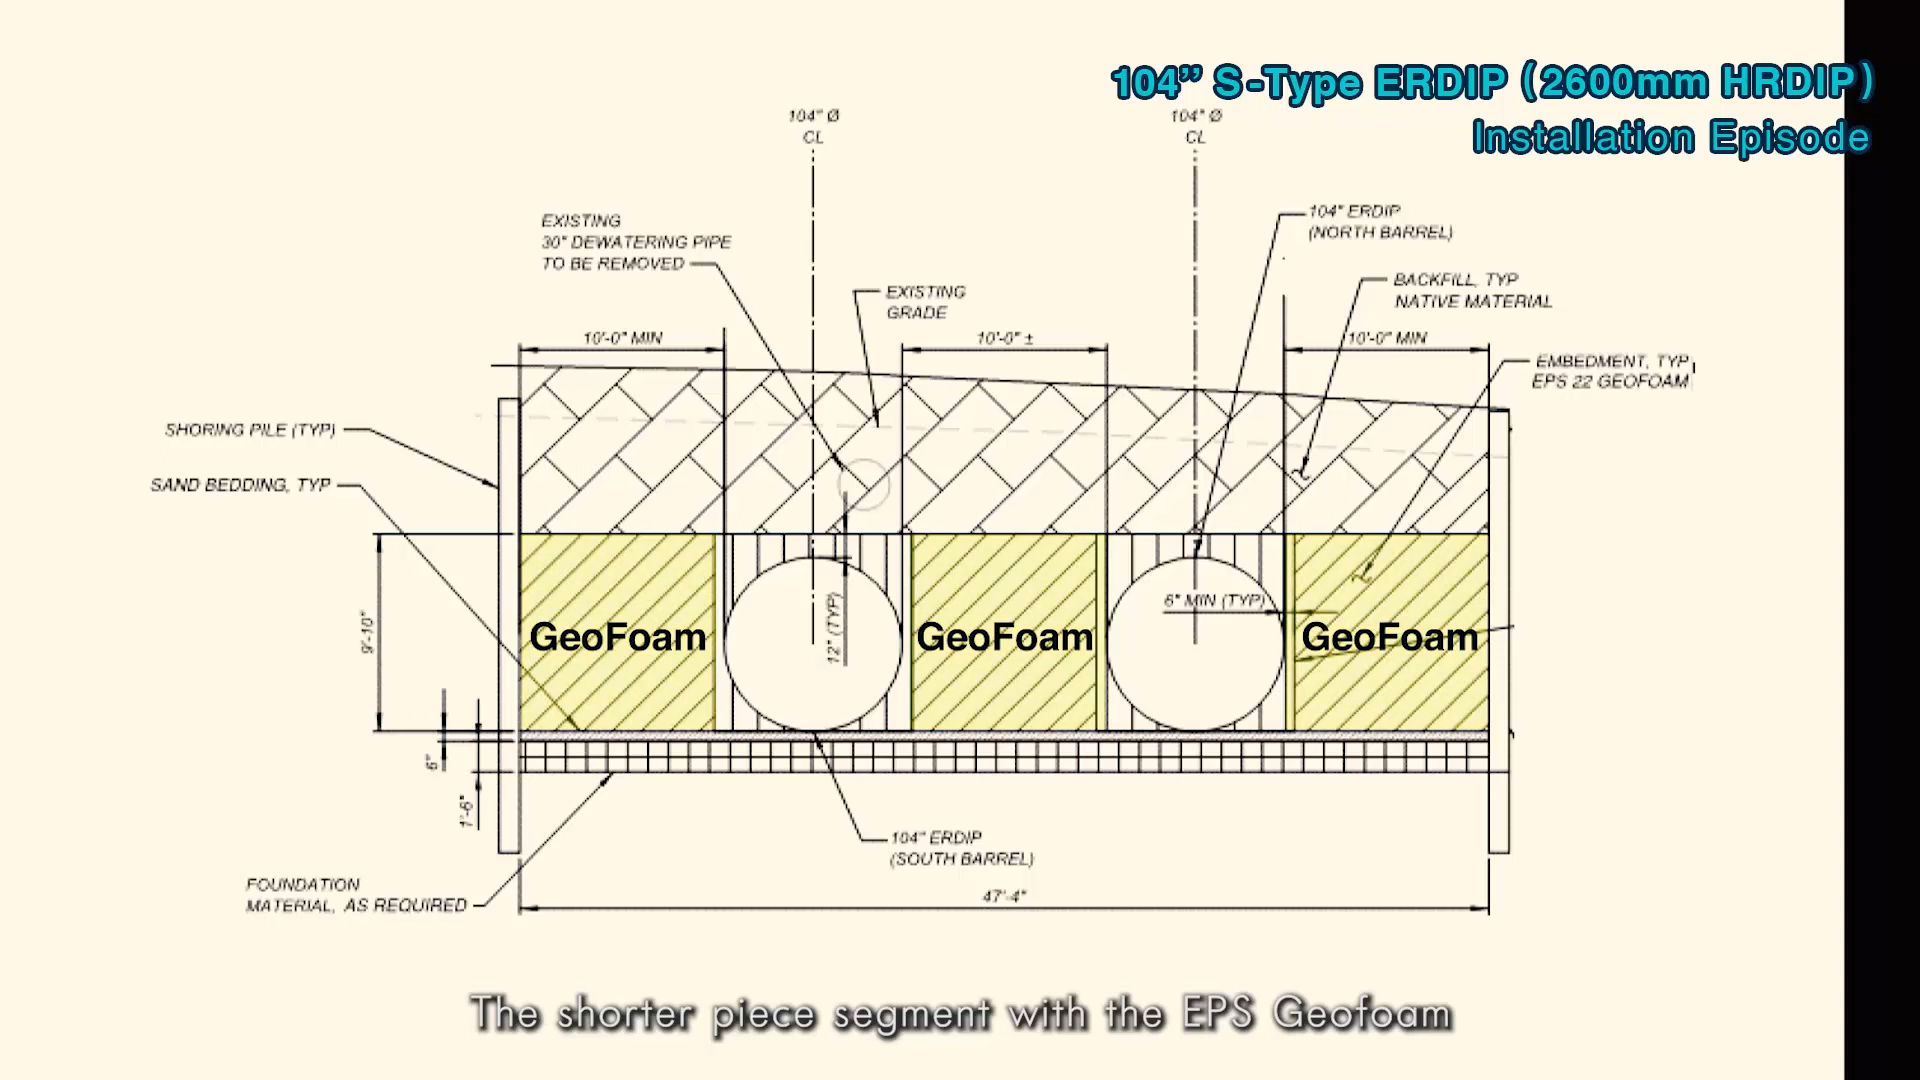 104” S-Type ERDIP (2600mm HRDIP)
Installation Episode
104" Ø
CL
104" Ø
CL
EXISTING
30" DEWATERING PIPE
TO BE REMOVED
EXISTING
GRADE
104" ERDIP
(NORTH BARREL)
BACKFILL, TYP
NATIVE MATERIAL
10'-0" MIN
10'-0" ±
10'-0" MIN
EMBEDMENT, TYP
EPS 22 GEOFOAM
SHORING PILE (TYP)
SAND BEDDING, TYP
9'-10"
12" (TYP)
6" MIN (TYP)
GeoFoam
GeoFoam
GeoFoam
6"
1'-6"
104" ERDIP
(SOUTH BARREL)
FOUNDATION
MATERIAL, AS REQUIRED
47'-4"
The shorter piece segment with the EPS Geofoam